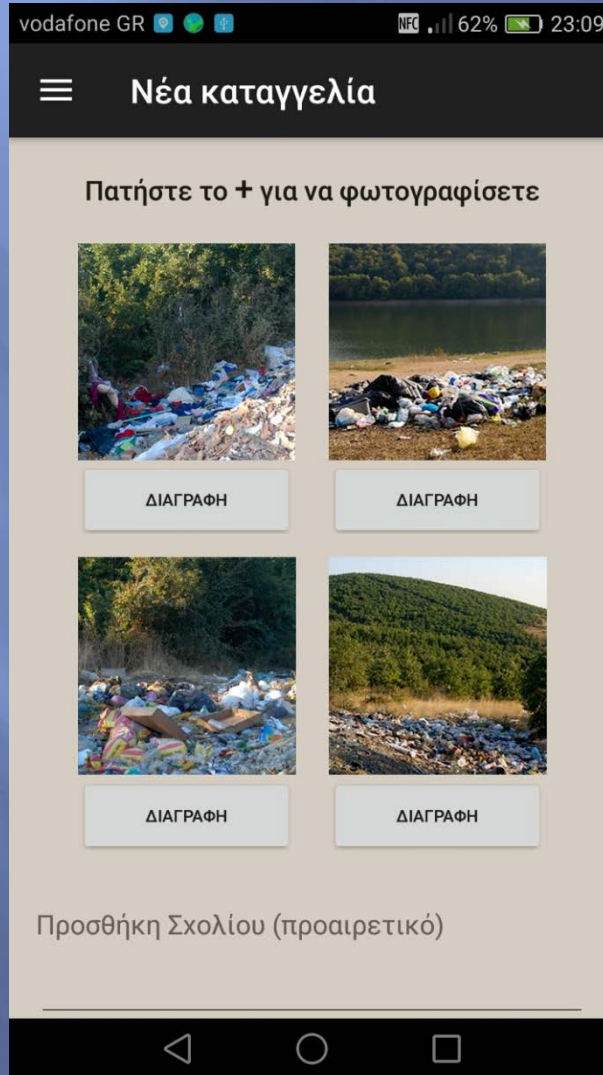 vodafone GR NFC 62% 23:09
Νέα καταγγελία
Πατήστε το + για να φωτογραφίσετε
ΔΙΑΓΡΑΦΗ ΔΙΑΓΡΑΦΗ
ΔΙΑΓΡΑΦΗ ΔΙΑΓΡΑΦΗ
Προσθήκη Σχολίου (προαιρετικό)